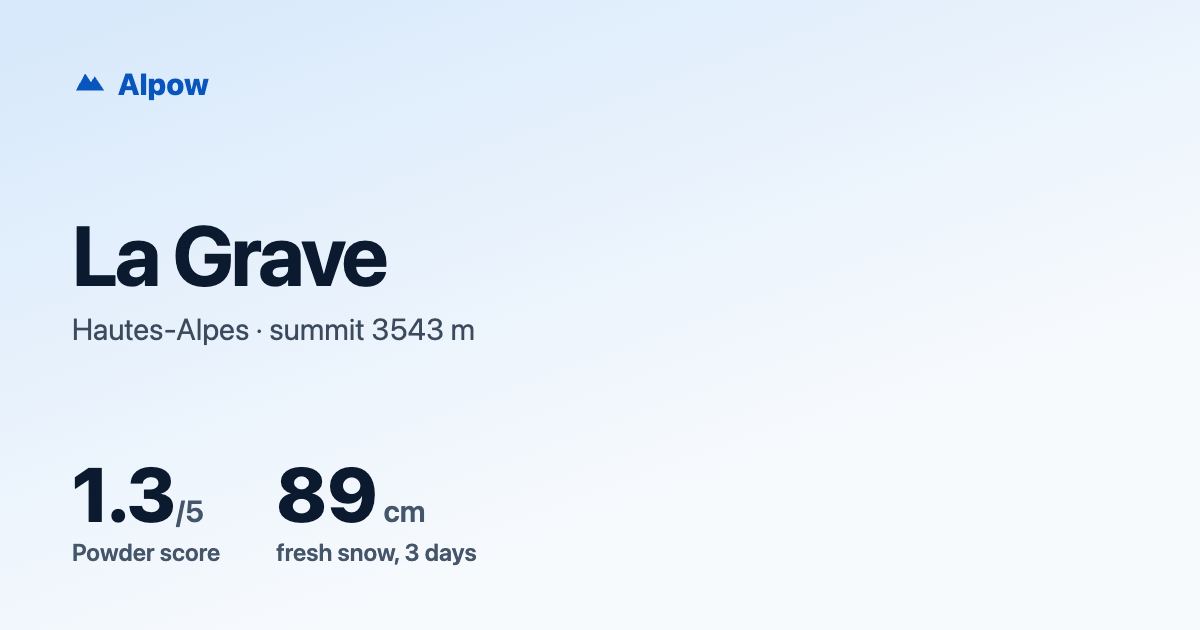 Alpow
La Grave
Hautes-Alpes · summit 3543 m
1.3/5 89 cm
Powder score fresh snow, 3 days